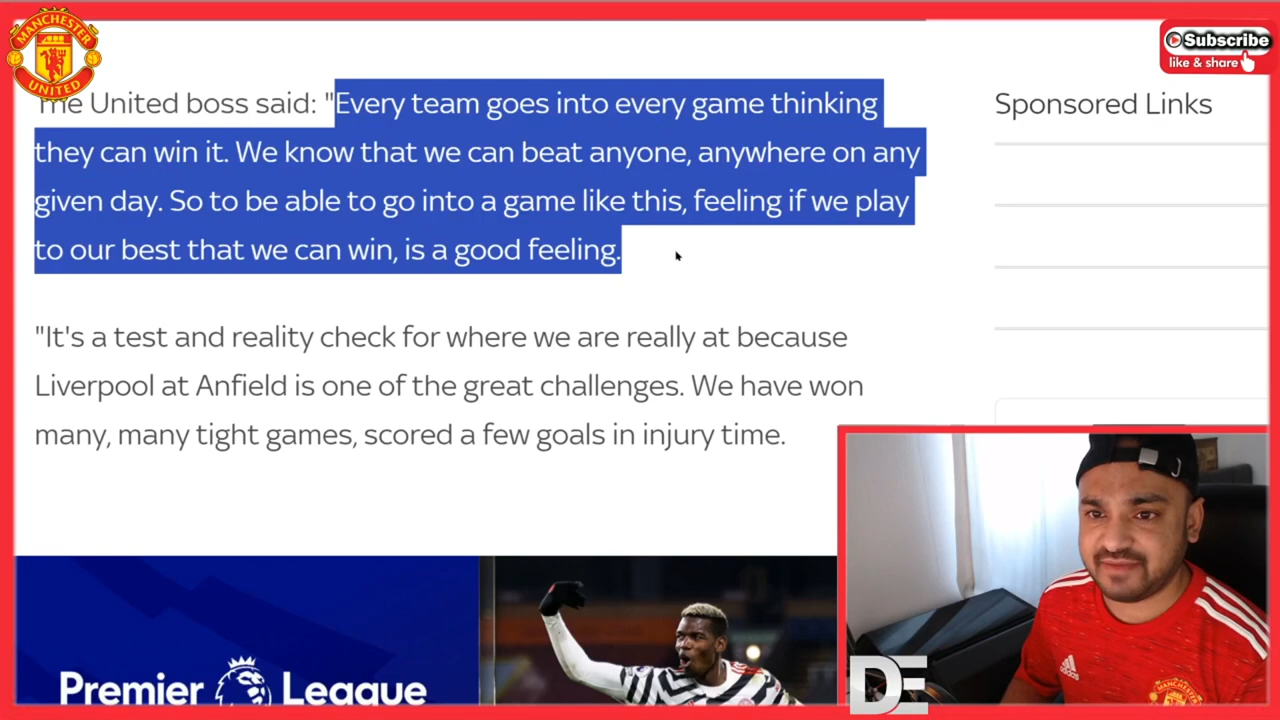 MANCHESTER
UNITED
Subscribe
like & share
The United boss said: "Every team goes into every game thinking
they can win it. We know that we can beat anyone, anywhere on any
given day. So to be able to go into a game like this, feeling if we play
to our best that we can win, is a good feeling.
"It's a test and reality check for where we are really at because
Liverpool at Anfield is one of the great challenges. We have won
many, many tight games, scored a few goals in injury time.
Sponsored Links
Premier League
DE
adidas
MANCHESTER